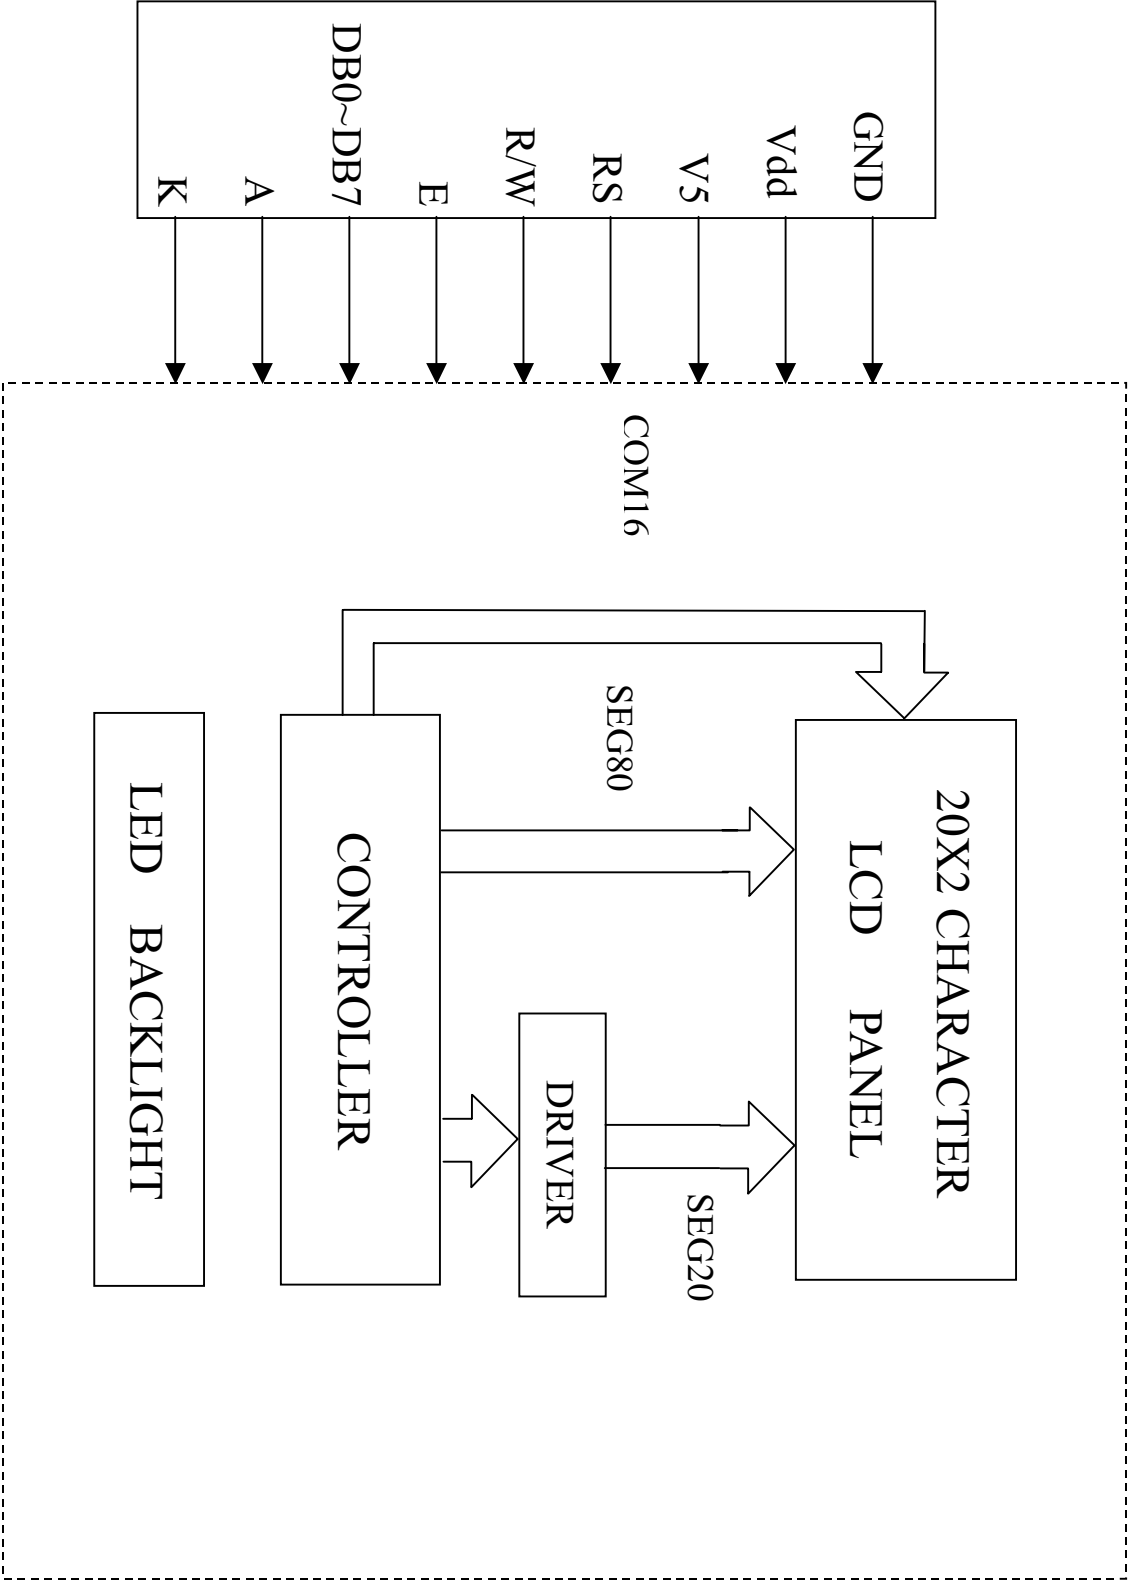 GND
Vdd
V5
RS
R/W
E
DB0~DB7
A
K
COM16
20X2 CHARACTER
LCD PANEL
SEG80
SEG20
DRIVER
CONTROLLER
LED BACKLIGHT